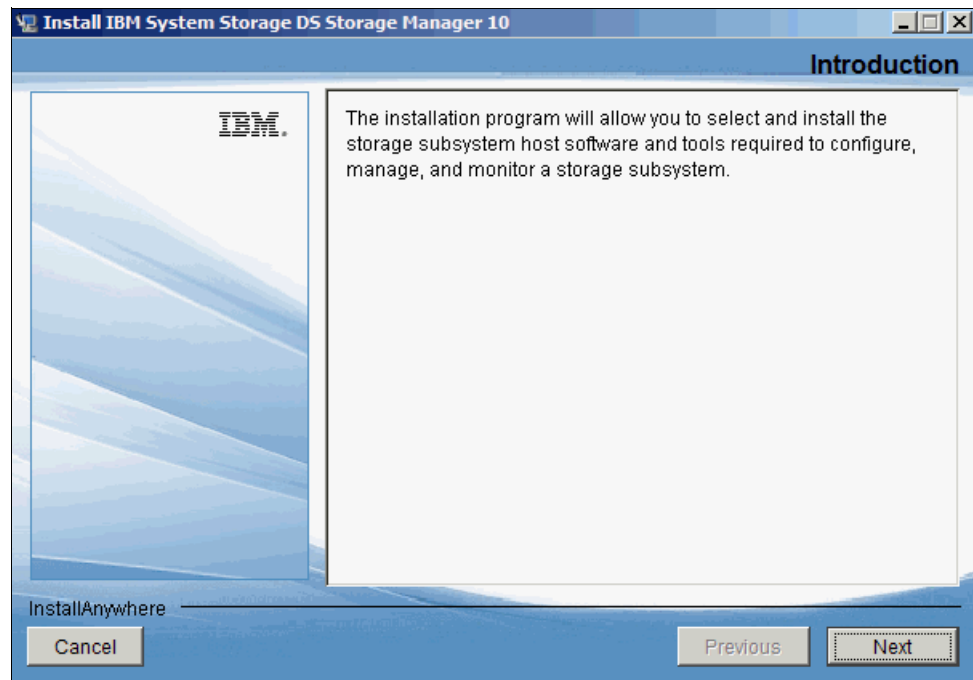 Install IBM System Storage DS Storage Manager 10
Introduction
IBM.
The installation program will allow you to select and install the
storage subsystem host software and tools required to configure,
manage, and monitor a storage subsystem.
InstallAnywhere
Cancel
Previous
Next